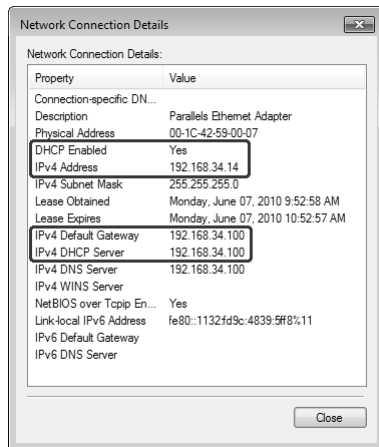 Network Connection Details
Network Connection Details:
Property Value
Connection-specific DN...
Description Parallels Ethernet Adapter
Physical Address 00-1C-42-59-00-07
DHCP Enabled Yes
IPv4 Address 192.168.34.14
IPv4 Subnet Mask 255.255.255.0
Lease Obtained Monday, June 07, 2010 9:52:58 AM
Lease Expires Monday, June 07, 2010 10:52:57 AM
IPv4 Default Gateway 192.168.34.100
IPv4 DHCP Server 192.168.34.100
IPv4 DNS Server 192.168.34.100
IPv4 WINS Server
NetBIOS over Tcpip En... Yes
Link-local IPv6 Address fe80::1132:fd9c:4839:5ff8%11
IPv6 Default Gateway
IPv6 DNS Server
Close